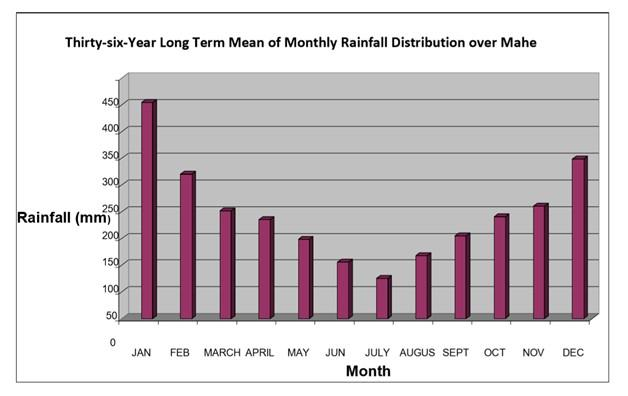 Thirty-six-Year Long Term Mean of Monthly Rainfall Distribution over Mahe
450
400
350
300
250
Rainfall (mm)
200
150
100
50
0
JAN FEB MARCH APRIL MAY JUN JULY AUGUS SEPT OCT NOV DEC
Month